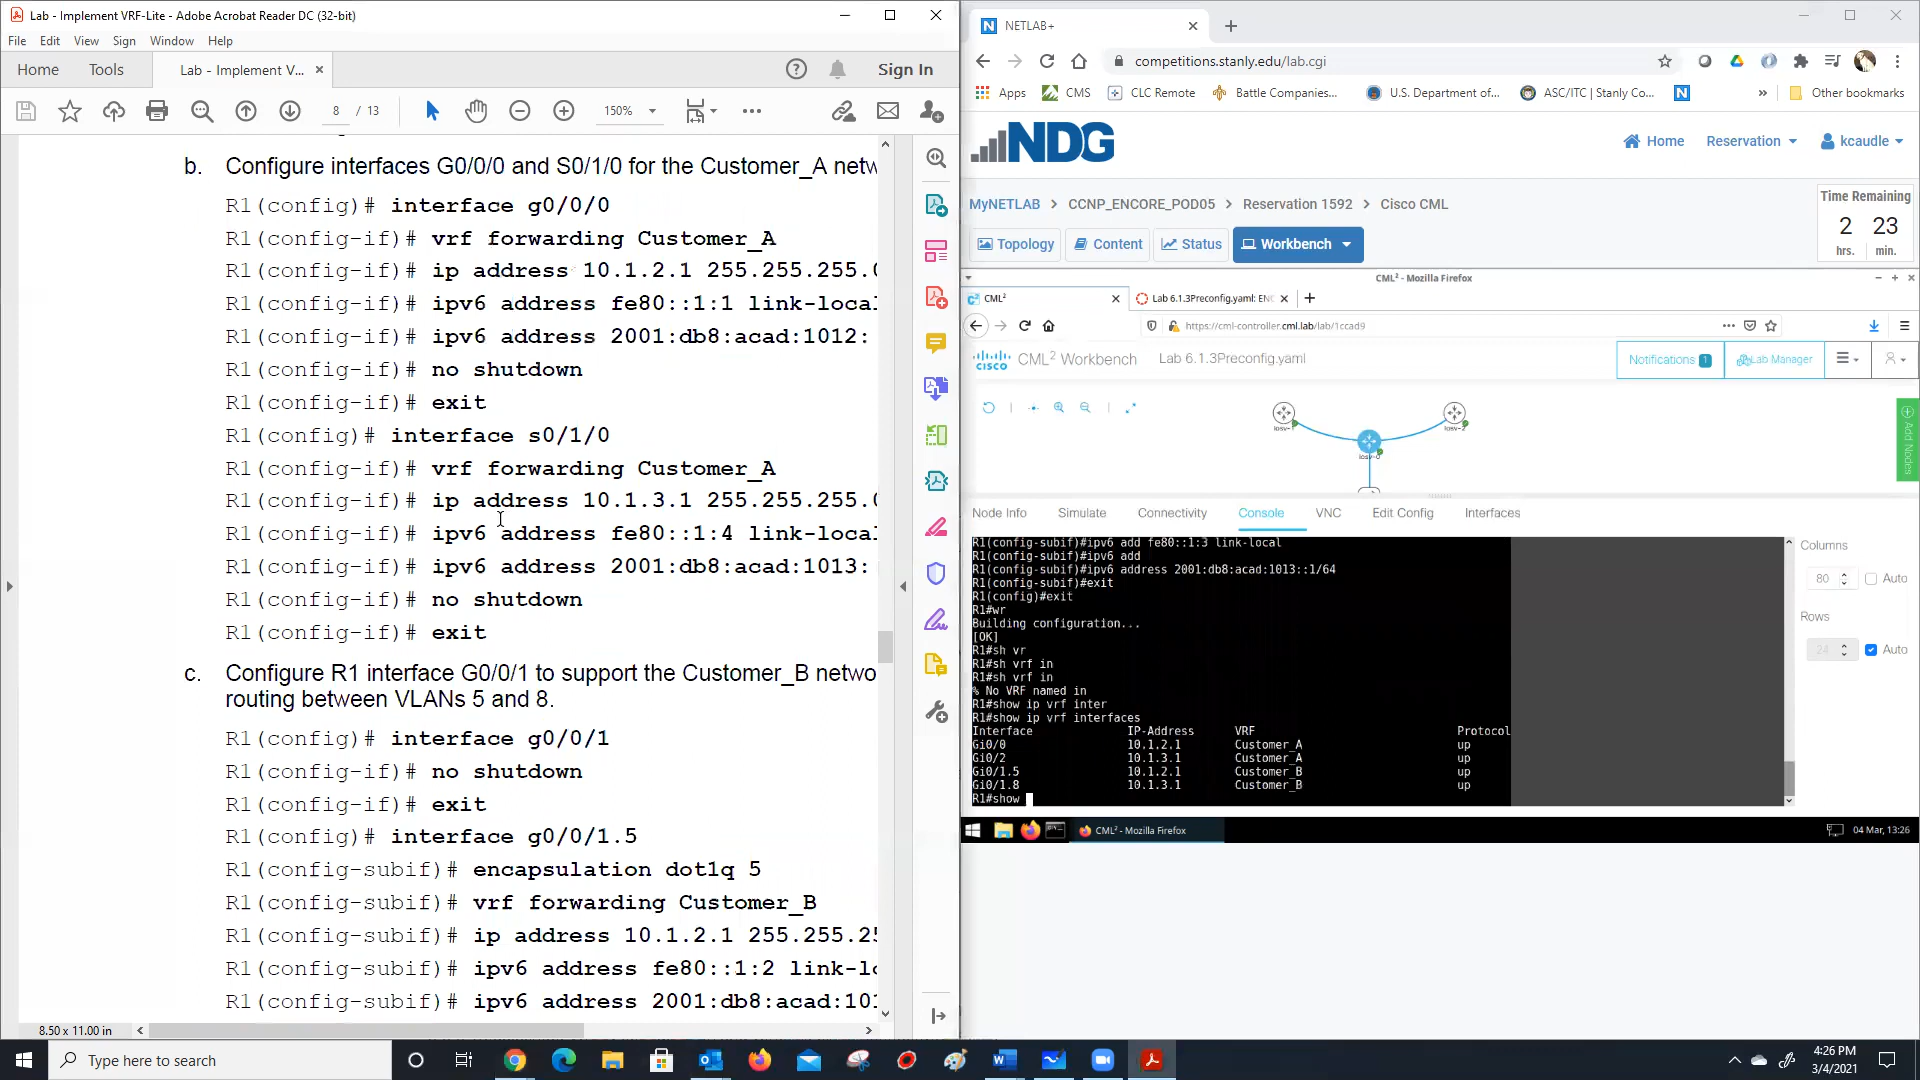 Lab - Implement VRF-Lite - Adobe Acrobat Reader DC (32-bit)
File Edit View Sign Window Help
Home Tools Lab - Implement V... × Sign In
8 / 13 150%
b. Configure interfaces G0/0/0 and S0/1/0 for the Customer_A netw
R1(config)# interface g0/0/0
R1(config-if)# vrf forwarding Customer_A
R1(config-if)# ip address 10.1.2.1 255.255.255.0
R1(config-if)# ipv6 address fe80::1:1 link-local
R1(config-if)# ipv6 address 2001:db8:acad:1012:
R1(config-if)# no shutdown
R1(config-if)# exit
R1(config)# interface s0/1/0
R1(config-if)# vrf forwarding Customer_A
R1(config-if)# ip address 10.1.3.1 255.255.255.0
R1(config-if)# ipv6 address fe80::1:4 link-local
R1(config-if)# ipv6 address 2001:db8:acad:1013:
R1(config-if)# no shutdown
R1(config-if)# exit
c. Configure R1 interface G0/0/1 to support the Customer_B netwo
routing between VLANs 5 and 8.
R1(config)# interface g0/0/1
R1(config-if)# no shutdown
R1(config-if)# exit
R1(config)# interface g0/0/1.5
R1(config-subif)# encapsulation dot1q 5
R1(config-subif)# vrf forwarding Customer_B
R1(config-subif)# ip address 10.1.2.1 255.255.25
R1(config-subif)# ipv6 address fe80::1:2 link-lo
R1(config-subif)# ipv6 address 2001:db8:acad:101
8.50 x 11.00 in
NETLAB+
competitions.stanly.edu/lab.cgi
Apps CMS CLC Remote Battle Companies... U.S. Department of... ASC/ITC | Stanly Co... N » Other bookmarks
NDG
Home Reservation kcaudle
MyNETLAB > CCNP_ENCORE_POD05 > Reservation 1592 > Cisco CML
Time Remaining
2 23
hrs. min.
Topology Content Status Workbench
CML² - Mozilla Firefox
CML² × Lab 6.1.3Preconfig.yaml: EN × +
https://cml-controller.cml.lab/lab/1ccad9
CISCO CML² Workbench Lab 6.1.3Preconfig.yaml
Notifications 1 Lab Manager
iosv-1 iosv-2
iosv-0
Add Nodes
Node Info Simulate Connectivity Console VNC Edit Config Interfaces
R1(config-subif)#ipv6 add fe80::1:3 link-local
R1(config-subif)#ipv6 add
R1(config-subif)#ipv6 address 2001:db8:acad:1013::1/64
R1(config-subif)#exit
R1(config)#exit
R1#wr
Building configuration...
[OK]
R1#sh vr
R1#sh vrf in
R1#sh vrf in
% No VRF named in
R1#show ip vrf inter
R1#show ip vrf interfaces
Interface IP-Address VRF Protocol
Gi0/0 10.1.2.1 Customer_A up
Gi0/2 10.1.3.1 Customer_A up
Gi0/1.5 10.1.2.1 Customer_B up
Gi0/1.8 10.1.3.1 Customer_B up
R1#show
Columns
80 Auto
Rows
24 Auto
CML² - Mozilla Firefox
04 Mar, 13:26
Type here to search
4:26 PM
3/4/2021